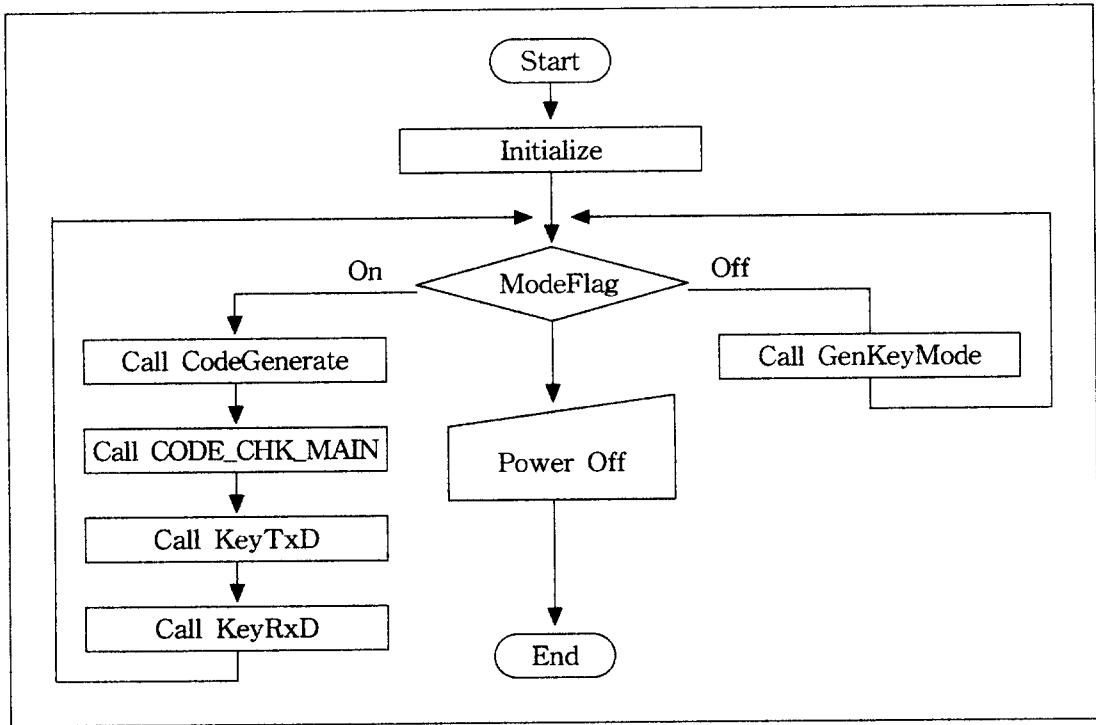 Start
Initialize
ModeFlag
On
Off
Call CodeGenerate
Call GenKeyMode
Call CODE_CHK_MAIN
Power Off
Call KeyTxD
Call KeyRxD
End